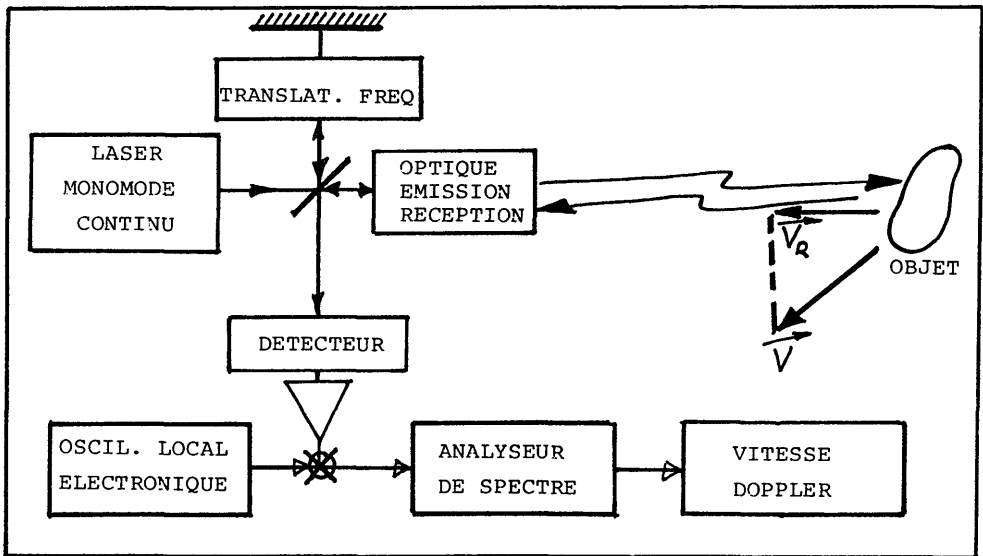 TRANSLAT. FREQ
LASER
MONOMODE
CONTINU
OPTIQUE
EMISSION
RECEPTION
V_R
OBJET
V
DETECTEUR
OSCIL. LOCAL
ELECTRONIQUE
ANALYSEUR
DE SPECTRE
VITESSE
DOPPLER